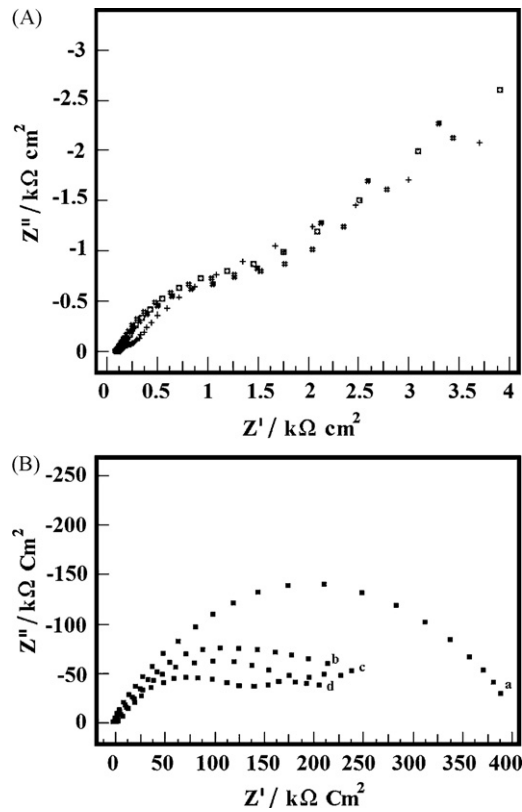 (A)
-3
-2.5
-2
-1.5
-1
-0.5
0
Z" / kΩ cm²
0 0.5 1 1.5 2 2.5 3 3.5 4
Z' / kΩ cm²
(B)
-250
-200
-150
-100
-50
0
Z" / kΩ Cm²
a
b
c
d
0 50 100 150 200 250 300 350 400
Z' / kΩ Cm²